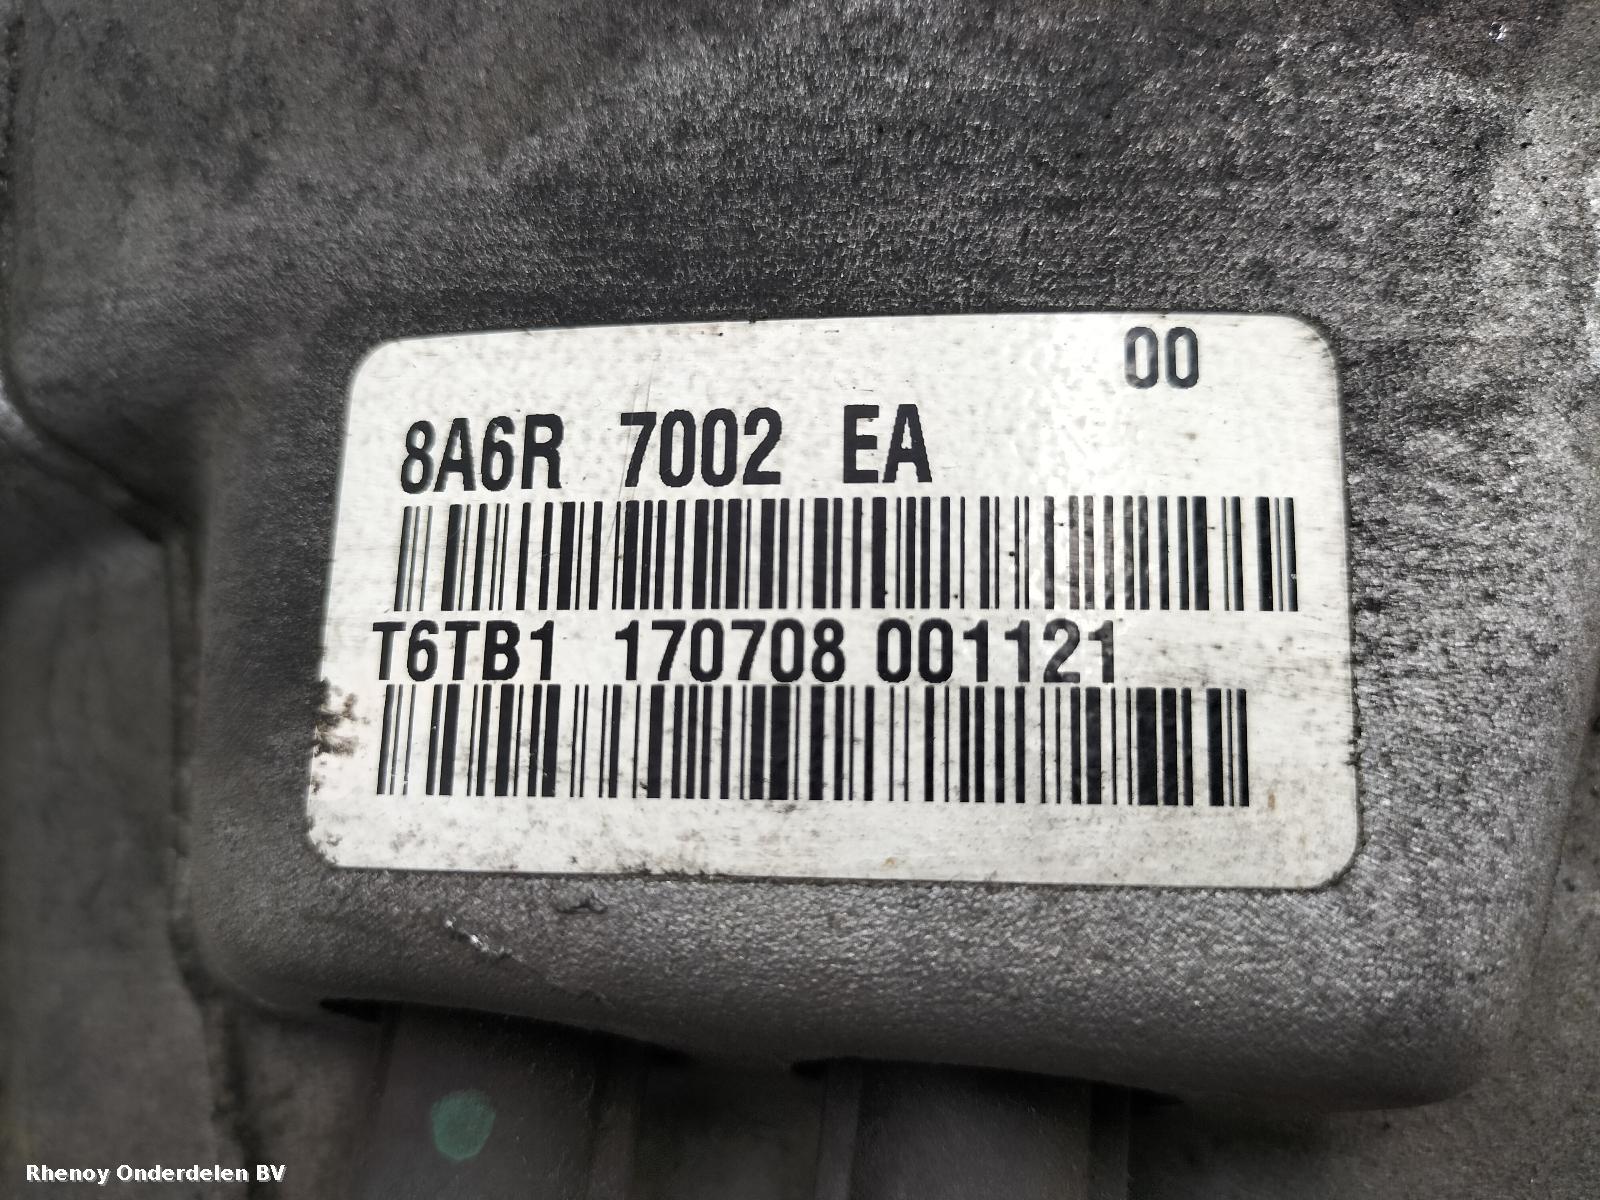 00
8A6R 7002 EA
T6TB1 170708 001121
Rhenoy Onderdelen BV